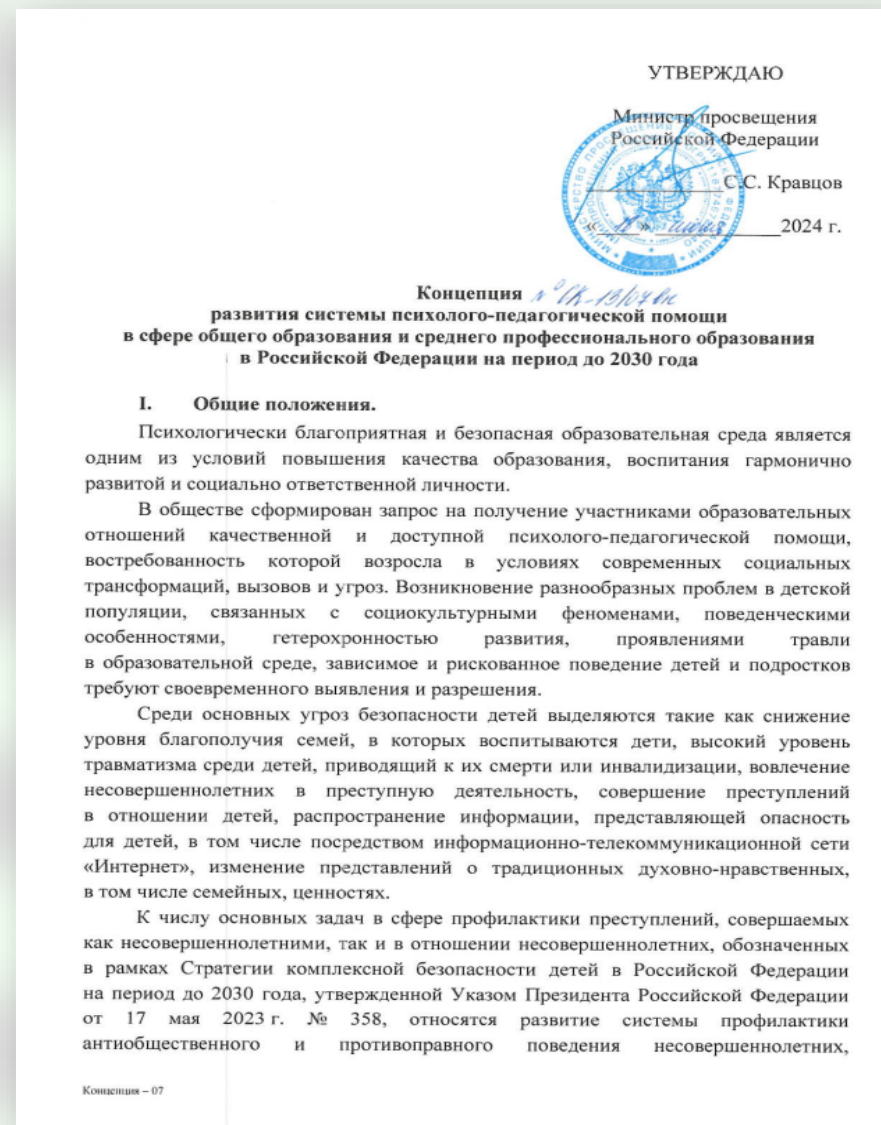 УТВЕРЖДАЮ
Министр просвещения
Российской Федерации
С.С. Кравцов
«18» июня 2024 г.
Концепция № СК-13/07вн
развития системы психолого-педагогической помощи
в сфере общего образования и среднего профессионального образования
в Российской Федерации на период до 2030 года
I. Общие положения.
Психологически благоприятная и безопасная образовательная среда является
одним из условий повышения качества образования, воспитания гармонично
развитой и социально ответственной личности.
В обществе сформирован запрос на получение участниками образовательных
отношений качественной и доступной психолого-педагогической помощи,
востребованность которой возросла в условиях современных социальных
трансформаций, вызовов и угроз. Возникновение разнообразных проблем в детской
популяции, связанных с социокультурными феноменами, поведенческими
особенностями, гетерохронностью развития, проявлениями травли
в образовательной среде, зависимое и рискованное поведение детей и подростков
требуют своевременного выявления и разрешения.
Среди основных угроз безопасности детей выделяются такие как снижение
уровня благополучия семей, в которых воспитываются дети, высокий уровень
травматизма среди детей, приводящий к их смерти или инвалидизации, вовлечение
несовершеннолетних в преступную деятельность, совершение преступлений
в отношении детей, распространение информации, представляющей опасность
для детей, в том числе посредством информационно-телекоммуникационной сети
«Интернет», изменение представлений о традиционных духовно-нравственных,
в том числе семейных, ценностях.
К числу основных задач в сфере профилактики преступлений, совершаемых
как несовершеннолетними, так и в отношении несовершеннолетних, обозначенных
в рамках Стратегии комплексной безопасности детей в Российской Федерации
на период до 2030 года, утвержденной Указом Президента Российской Федерации
от 17 мая 2023 г. № 358, относятся развитие системы профилактики
антиобщественного и противоправного поведения несовершеннолетних,
Концепция – 07